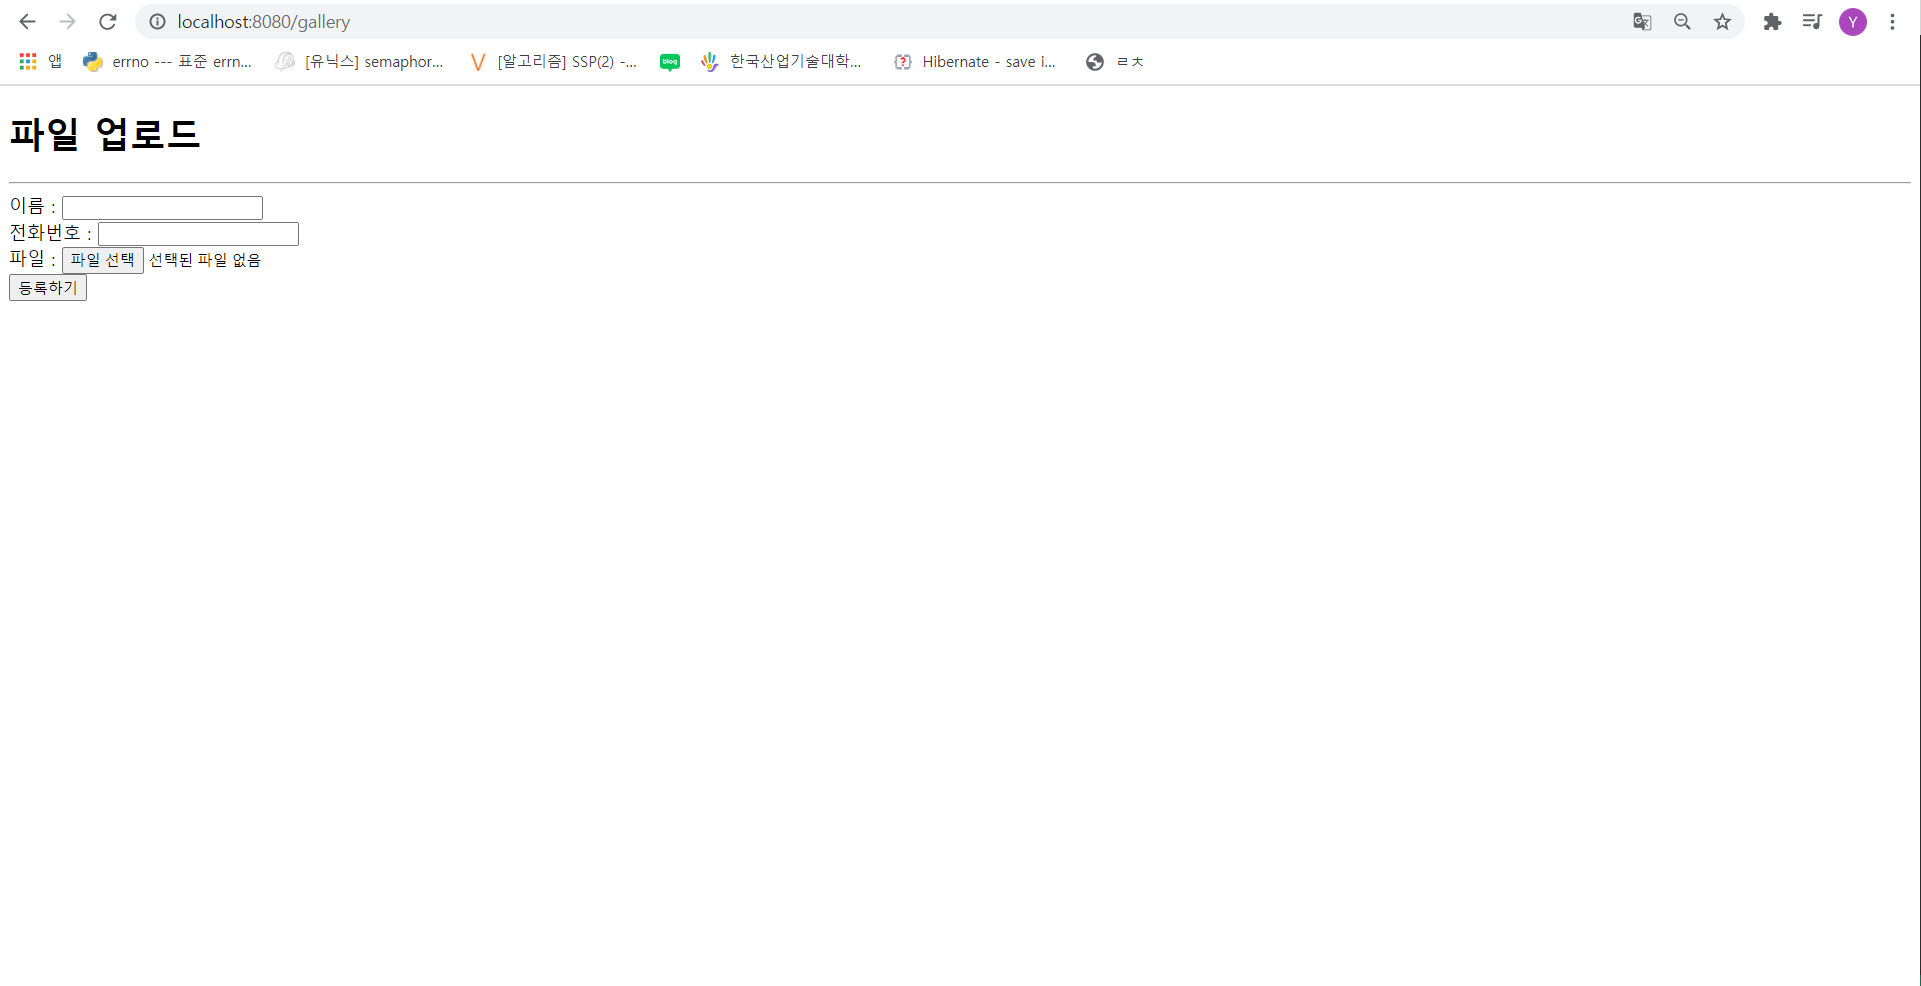 localhost:8080/gallery
Y
앱 errno --- 표준 errn... [유닉스] semaphor... [알고리즘] SSP(2) -... blog 한국산업기술대학... Hibernate - save i... ㄹㅊ
파일 업로드
이름 :
전화번호 :
파일 : 파일 선택 선택된 파일 없음
등록하기